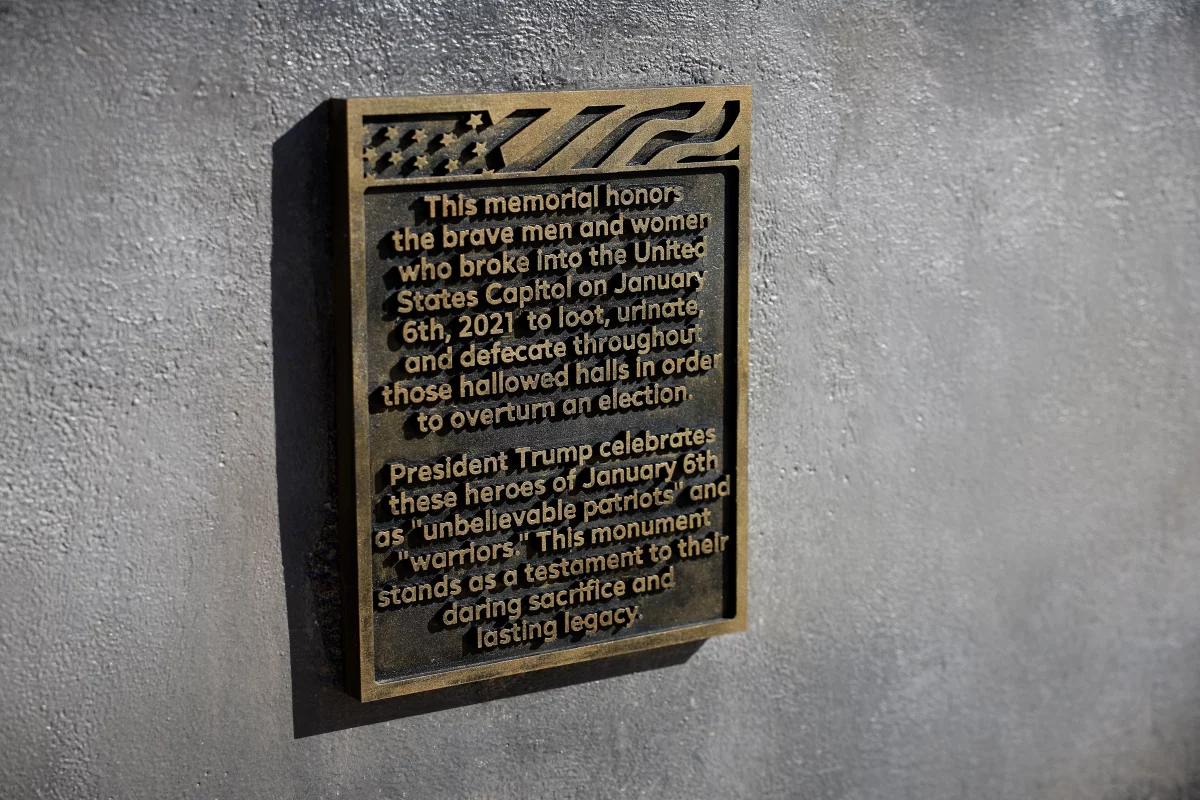 This memorial honors
the brave men and women
who broke into the United
States Capitol on January
6th, 2021 to loot, urinate,
and defecate throughout
those hallowed halls in order
to overturn an election.
President Trump celebrates
these heroes of January 6th
as "unbelievable patriots" and
"warriors." This monument
stands as a testament to their
daring sacrifice and
lasting legacy.